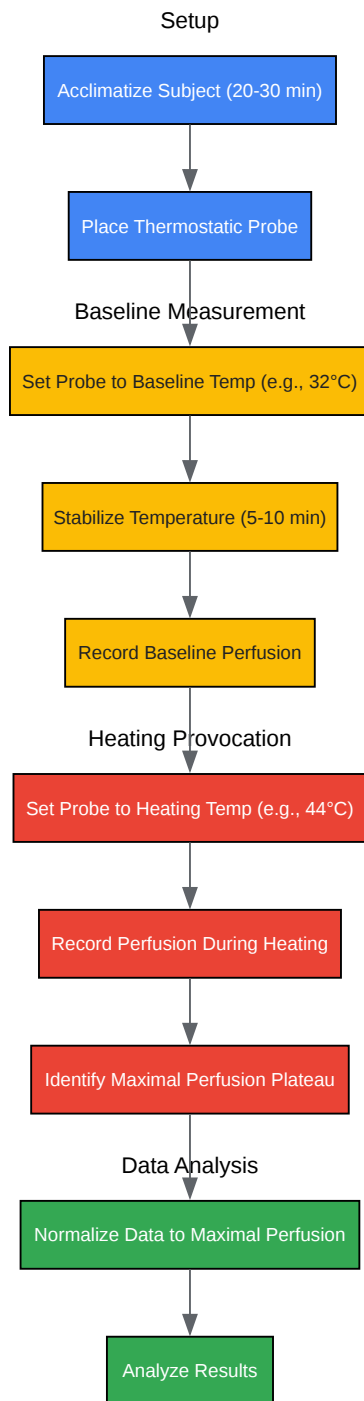 Setup
Acclimatize Subject (20-30 min)
Place Thermostatic Probe
Baseline Measurement
Set Probe to Baseline Temp (e.g., 32°C)
Stabilize Temperature (5-10 min)
Record Baseline Perfusion
Heating Provocation
Set Probe to Heating Temp (e.g., 44°C)
Record Perfusion During Heating
Identify Maximal Perfusion Plateau
Data Analysis
Normalize Data to Maximal Perfusion
Analyze Results